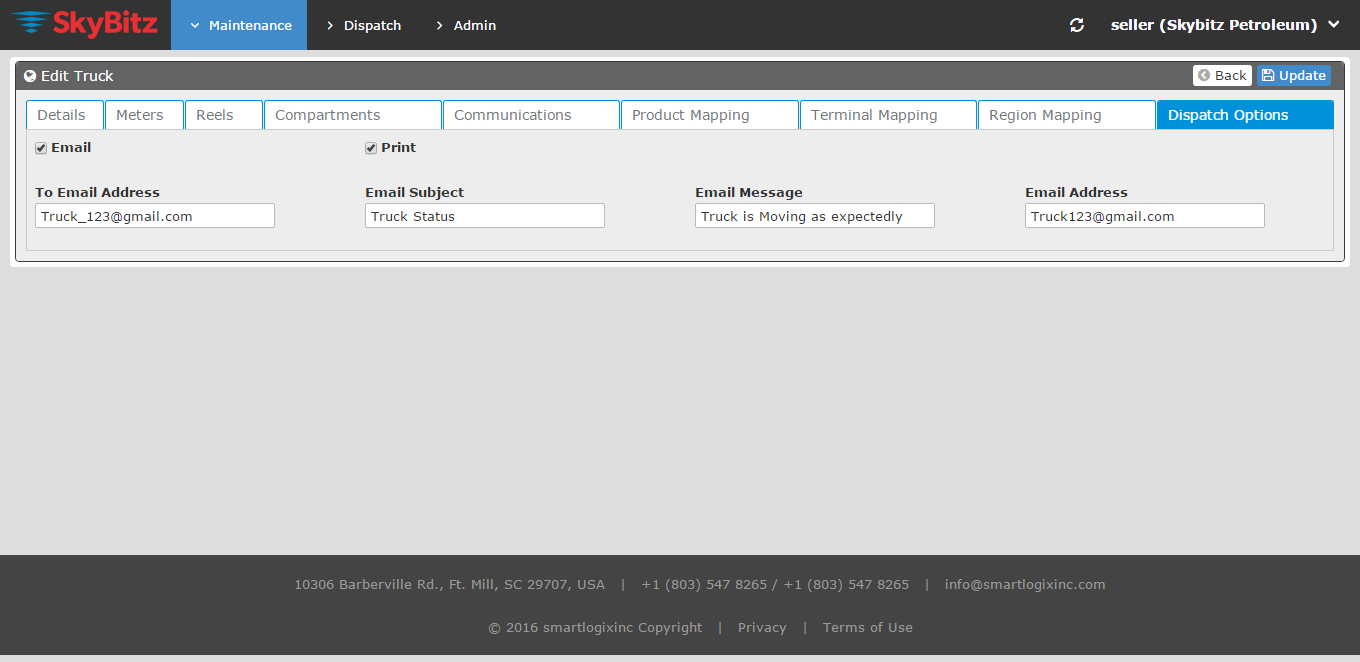 SkyBitz Maintenance Dispatch Admin seller (Skybitz Petroleum)
Edit Truck Back Update
Details Meters Reels Compartments Communications Product Mapping Terminal Mapping Region Mapping Dispatch Options
Email Print
To Email Address Email Subject Email Message Email Address
Truck_123@gmail.com Truck Status Truck is Moving as expectedly Truck123@gmail.com
10306 Barberville Rd., Ft. Mill, SC 29707, USA | +1 (803) 547 8265 / +1 (803) 547 8265 | info@smartlogixinc.com
© 2016 smartlogixinc Copyright | Privacy | Terms of Use